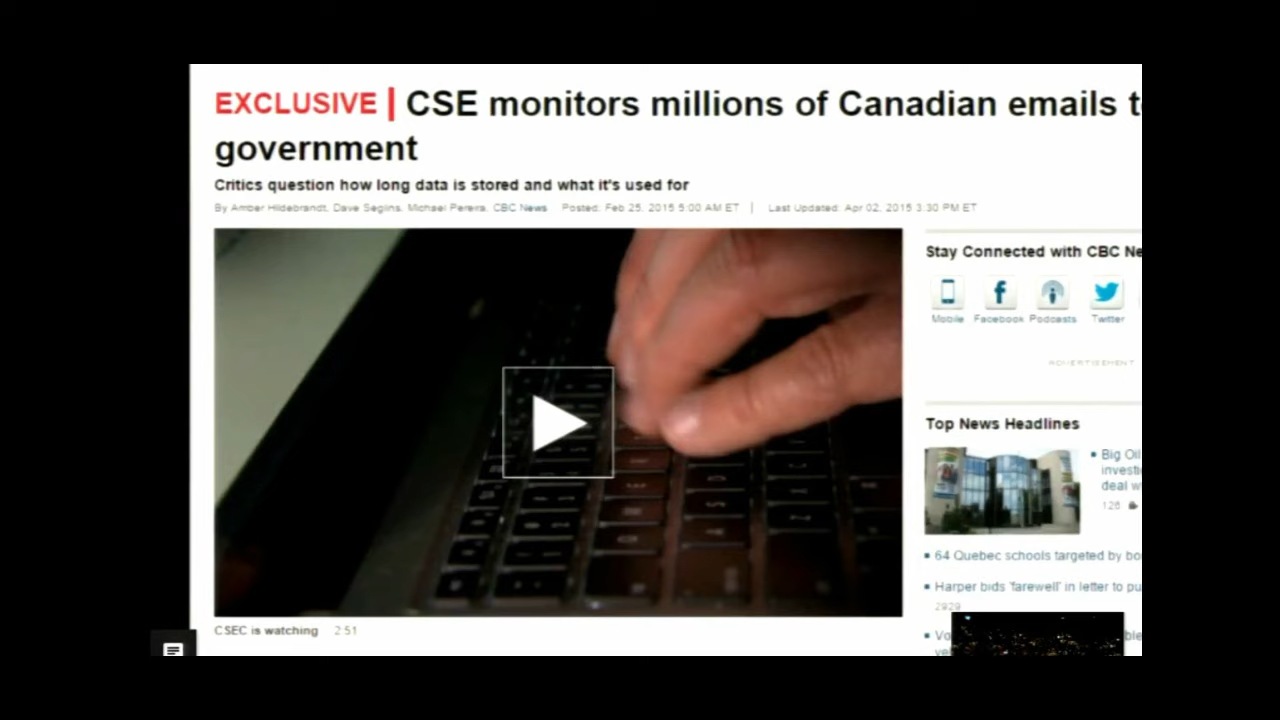 EXCLUSIVE | CSE monitors millions of Canadian emails
government
Critics question how long data is stored and what it's used for
By Amber Hildebrandt, Dave Seglins, Michael Pereira, CBC News Posted: Feb 25, 2015 5:00 AM ET | Last Updated: Apr 02, 2015 3:30 PM ET
Stay Connected with CBC
Mobile Facebook Podcasts Twitter
ADVERTISEMENT
Top News Headlines
Big Oil
deal
126
64 Quebec schools targeted by
Harper bids 'farewell' in letter to
2929
CSEC is watching 2:51